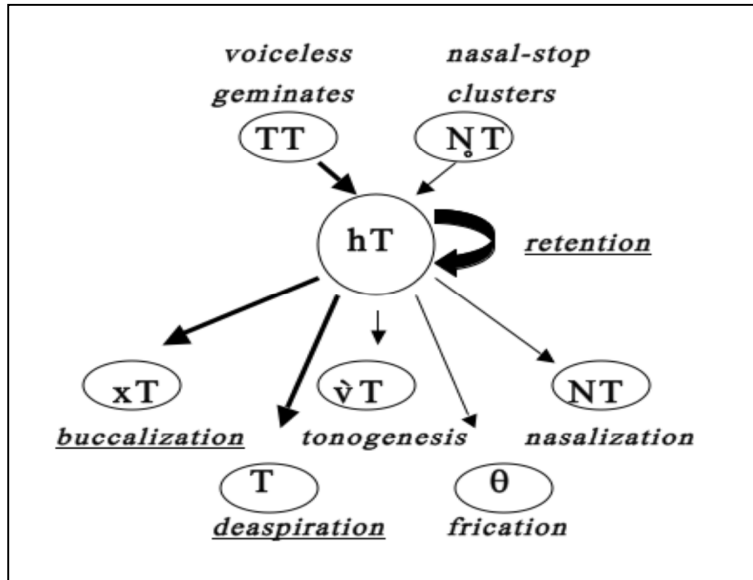 voiceless nasal-stop
geminates clusters
TT N̥T
hT
retention
xT v̀T NT
buccalization tonogenesis nasalization
T θ
deaspiration frication